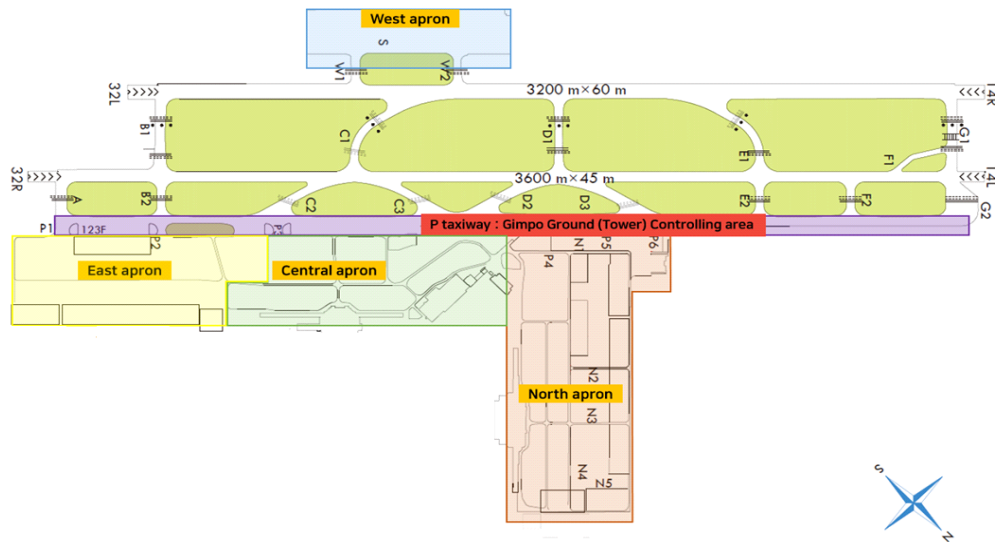 West apron
S
W1
W2
32L
3200 m×60 m
14R
B1
C1
D1
E1
F1
G1
32R
3600 m×45 m
14L
A
B2
C2
C3
D2
D3
E2
F2
G2
P1
123F
P2
P taxiway : Gimpo Ground (Tower) Controlling area
East apron
Central apron
P4
N1
P5
P6
N2
North apron
N3
N4
N5
S
N